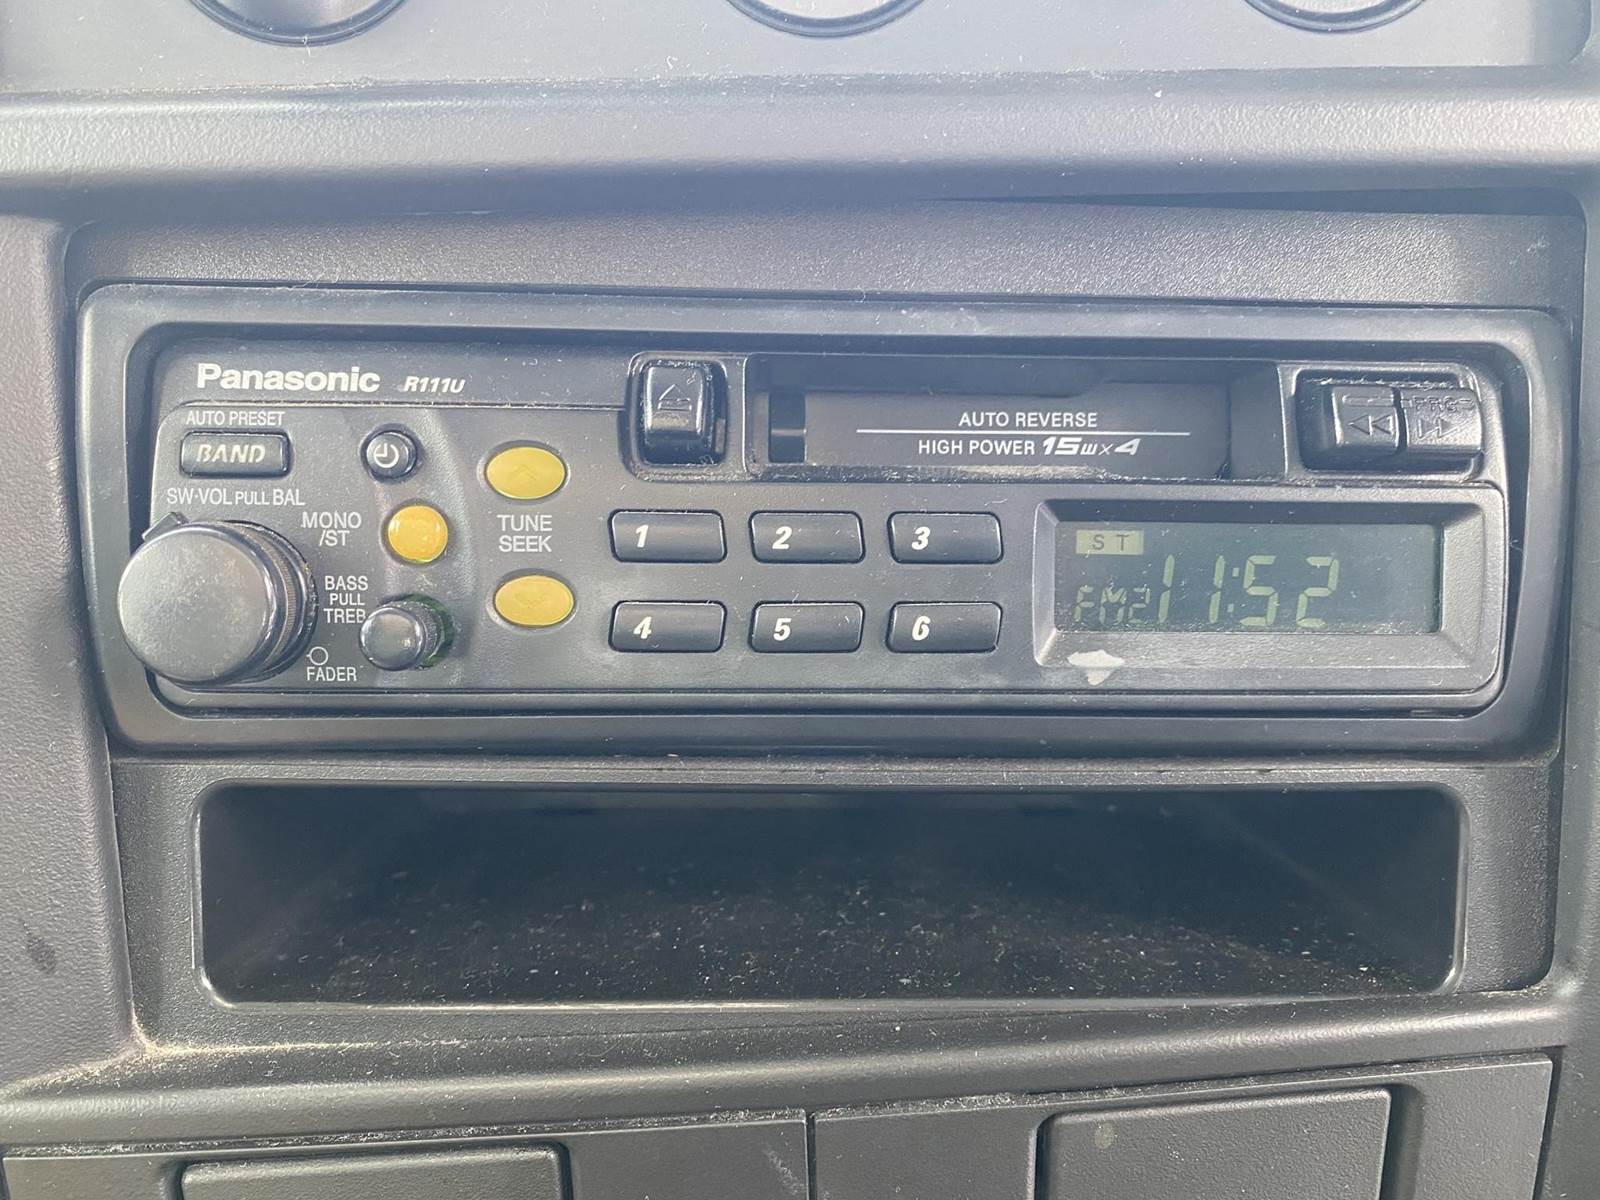 Panasonic R111U
AUTO PRESET
BAND
SW-VOL PULL BAL
MONO
/ST
BASS
PULL
TREB
FADER
TUNE
SEEK
AUTO REVERSE
HIGH POWER 15W×4
PRG
1 2 3
4 5 6
ST
FM2 11:52